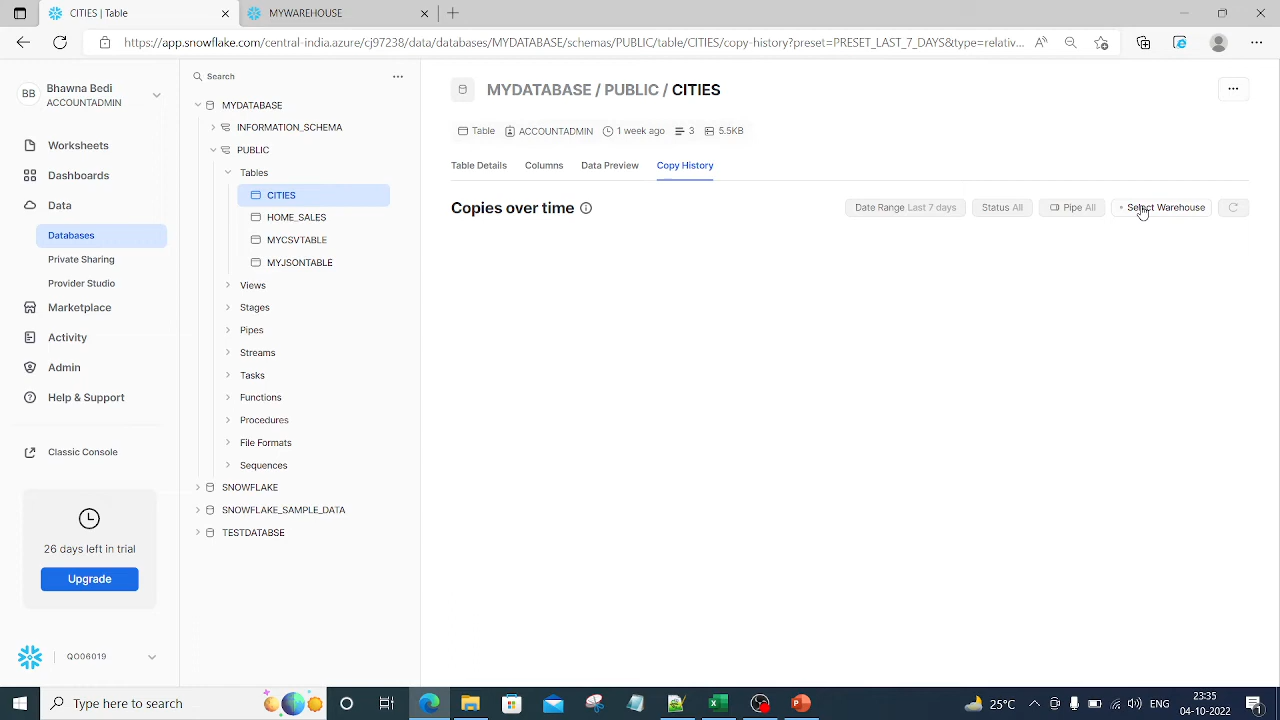 CITIES | Table
MYWAREHOUSE
https://app.snowflake.com/central-india.azure/cj97238/data/databases/MYDATABASE/schemas/PUBLIC/table/CITIES/copy-history?preset=PRESET_LAST_7_DAYS&type=relativ...
BB
Bhawna Bedi
ACCOUNTADMIN
Worksheets
Dashboards
Data
Databases
Private Sharing
Provider Studio
Marketplace
Activity
Admin
Help & Support
Classic Console
26 days left in trial
Upgrade
QO06019
Search
MYDATABASE
INFORMATION_SCHEMA
PUBLIC
Tables
CITIES
HOME_SALES
MYCSVTABLE
MYJSONTABLE
Views
Stages
Pipes
Streams
Tasks
Functions
Procedures
File Formats
Sequences
SNOWFLAKE
SNOWFLAKE_SAMPLE_DATA
TESTDATABSE
MYDATABASE / PUBLIC / CITIES
Table ACCOUNTADMIN 1 week ago 3 5.5KB
Table Details Columns Data Preview Copy History
Copies over time
Date Range Last 7 days Status All Pipe All Select Warehouse
Type here to search
25°C ENG
23:35
04-10-2022